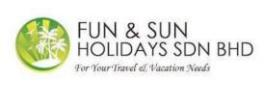 FUN & SUN
HOLIDAYS SDN BHD
For Your Travel & Vacation Needs